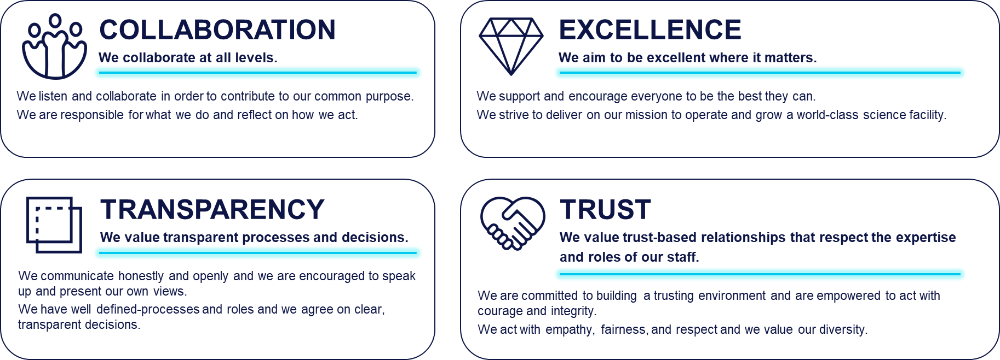 COLLABORATION
We collaborate at all levels.
We listen and collaborate in order to contribute to our common purpose.
We are responsible for what we do and reflect on how we act.
EXCELLENCE
We aim to be excellent where it matters.
We support and encourage everyone to be the best they can.
We strive to deliver on our mission to operate and grow a world-class science facility.
TRANSPARENCY
We value transparent processes and decisions.
We communicate honestly and openly and we are encouraged to speak
up and present our own views.
We have well defined-processes and roles and we agree on clear,
transparent decisions.
TRUST
We value trust-based relationships that respect the expertise
and roles of our staff.
We are committed to building a trusting environment and are empowered to act with
courage and integrity.
We act with empathy, fairness, and respect and we value our diversity.